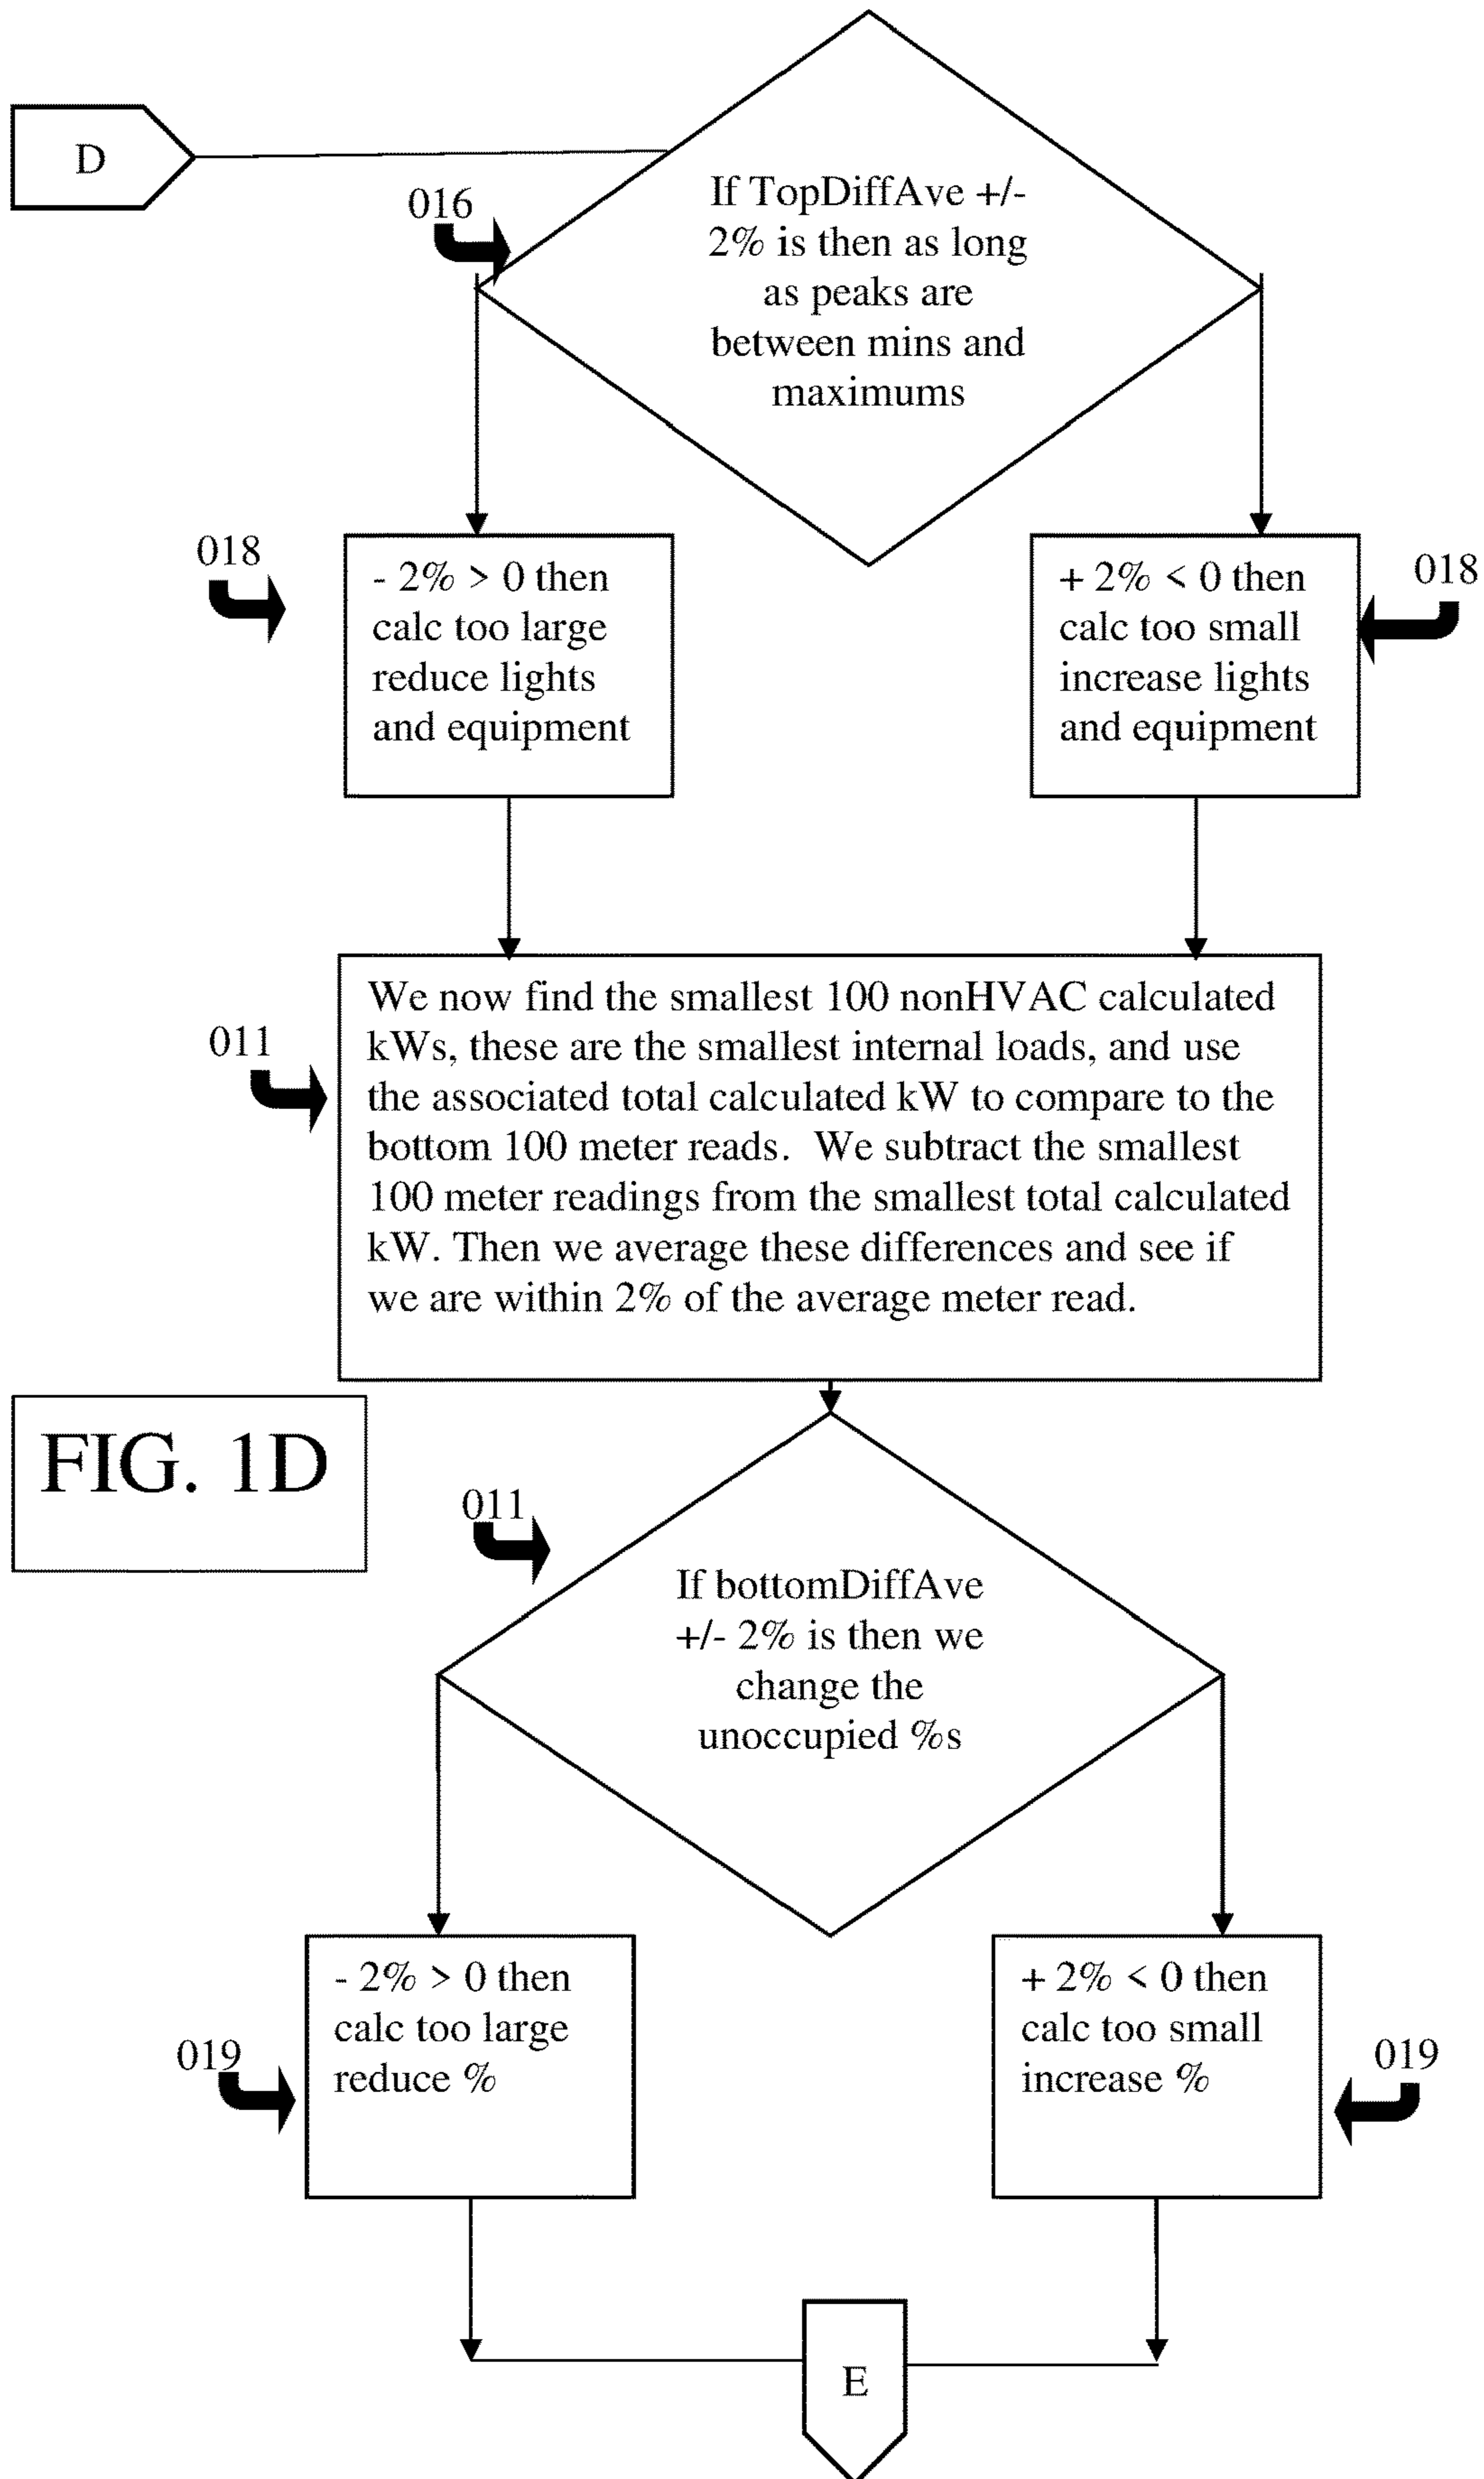 D
016
If TopDiffAve +/-
2% is then as long
as peaks are
between mins and
maximums
018
- 2% > 0 then
calc too large
reduce lights
and equipment
+ 2% < 0 then
calc too small
increase lights
and equipment
018
011
We now find the smallest 100 nonHVAC calculated
kWs, these are the smallest internal loads, and use
the associated total calculated kW to compare to the
bottom 100 meter reads.  We subtract the smallest
100 meter readings from the smallest total calculated
kW. Then we average these differences and see if
we are within 2% of the average meter read.
FIG. 1D
011
If bottomDiffAve
+/- 2% is then we
change the
unoccupied %s
019
- 2% > 0 then
calc too large
reduce %
+ 2% < 0 then
calc too small
increase %
019
E